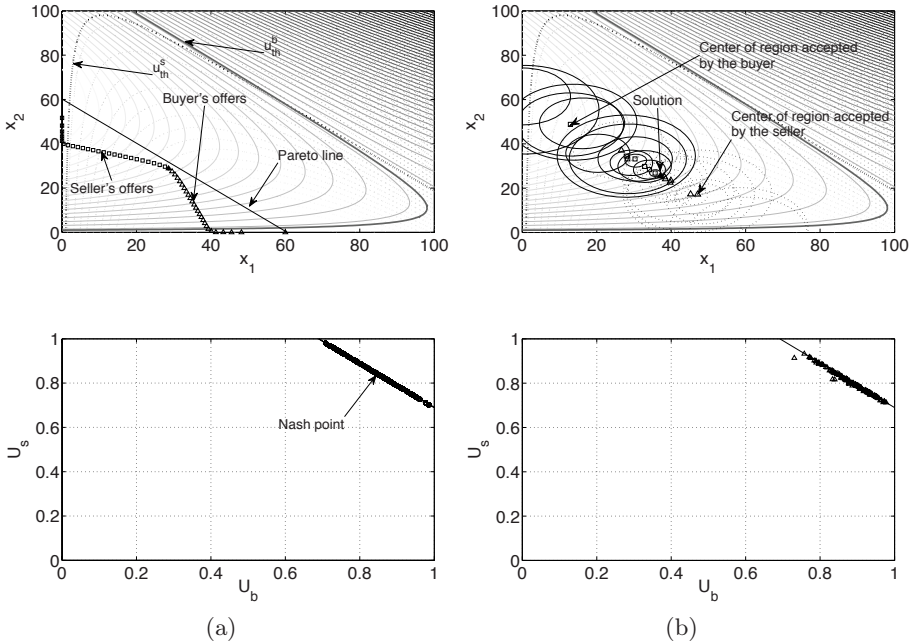 100
80
60
40
20
0
x2
0 20 40 60 80 100
x1
u_th^s
u_th^b
Buyer's offers
Pareto line
Seller's offers
100
80
60
40
20
0
x2
0 20 40 60 80 100
x1
Center of region accepted
by the buyer
Solution
Center of region accepted
by the seller
1
0.8
0.6
0.4
0.2
0
U_s
0 0.2 0.4 0.6 0.8 1
U_b
Nash point
1
0.8
0.6
0.4
0.2
0
U_s
0 0.2 0.4 0.6 0.8 1
U_b
(a)
(b)